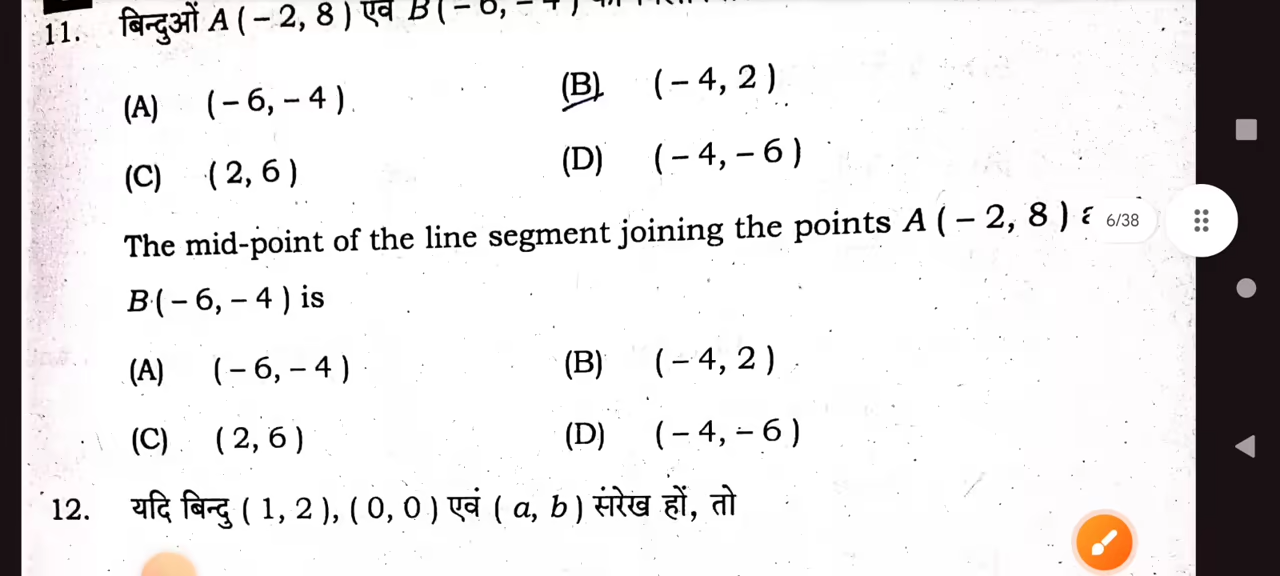 11. बिन्दुओं A ( – 2, 8 ) एवं B ( – 6, – 4 )
(A) ( – 6, – 4 ) (B) ( – 4, 2 )
(C) ( 2, 6 ) (D) ( – 4, – 6 )
The mid-point of the line segment joining the points A ( – 2, 8 ) 6/38
B ( – 6, – 4 ) is
(A) ( – 6, – 4 ) (B) ( – 4, 2 )
(C) ( 2, 6 ) (D) ( – 4, – 6 )
12. यदि बिन्दु ( 1, 2 ), ( 0, 0 ) एवं ( a, b ) संरेख हों, तो